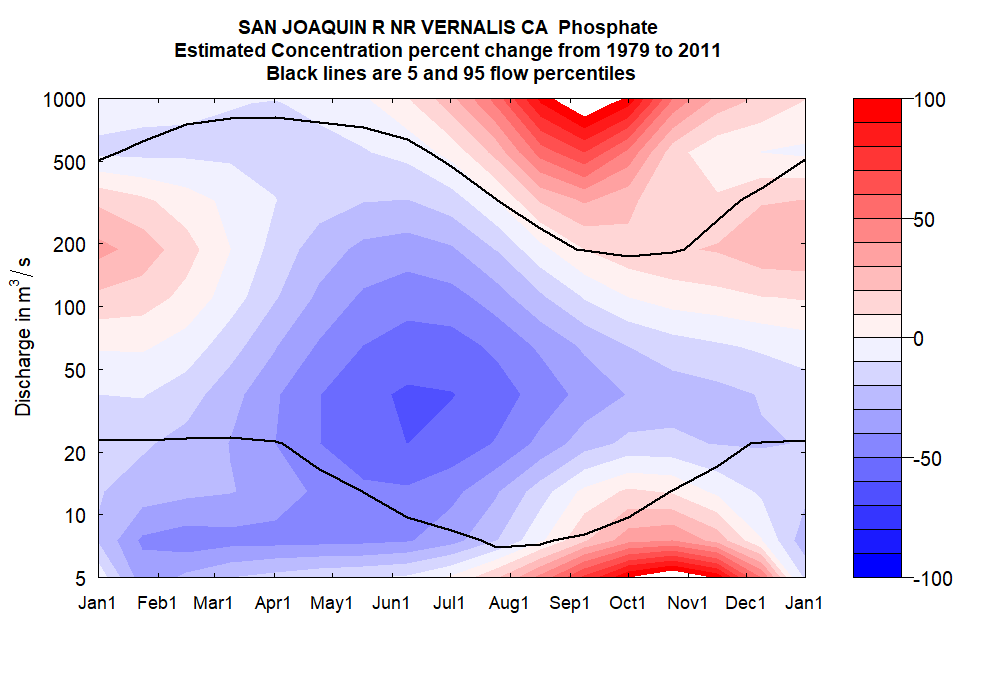 SAN JOAQUIN R NR VERNALIS CA  Phosphate
Estimated Concentration percent change from 1979 to 2011
Black lines are 5 and 95 flow percentiles
Discharge in m³/s
1000
500
200
100
50
20
10
5
Jan1 Feb1 Mar1 Apr1 May1 Jun1 Jul1 Aug1 Sep1 Oct1 Nov1 Dec1 Jan1
100
50
0
-50
-100